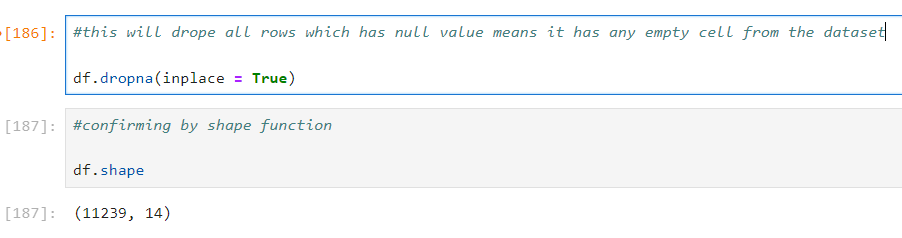 [186]: #this will drope all rows which has null value means it has any empty cell from the dataset
df.dropna(inplace = True)
[187]: #confirming by shape function
df.shape
[187]: (11239, 14)